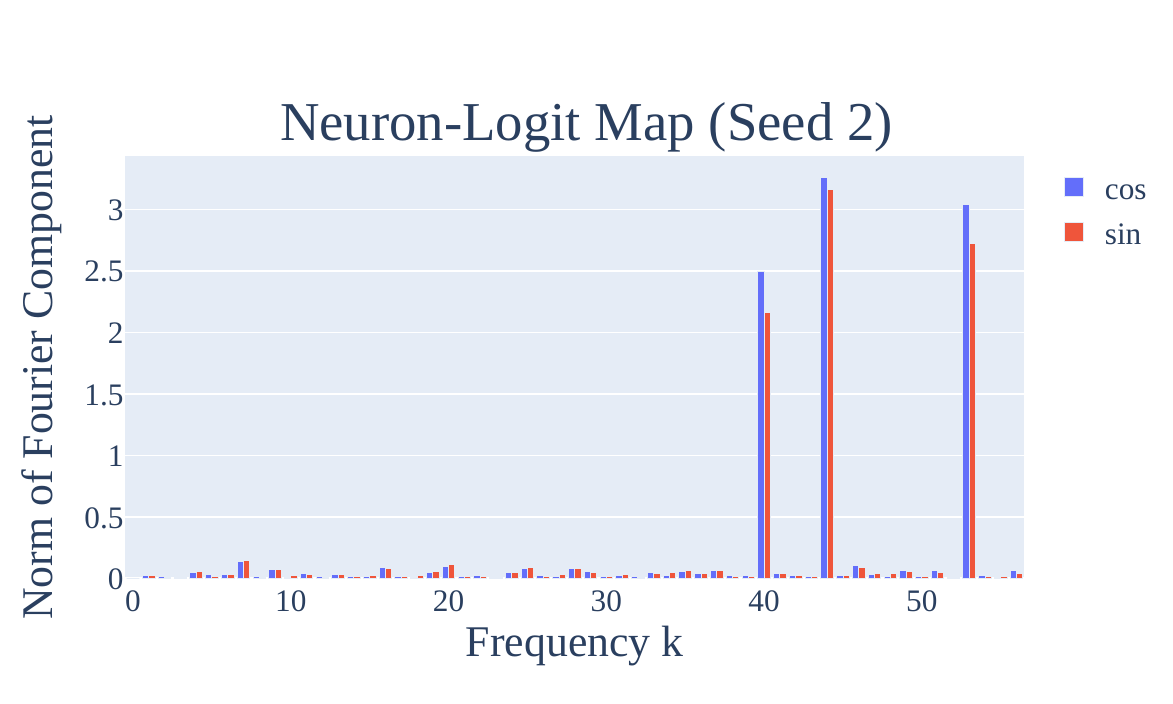 Neuron-Logit Map (Seed 2)
Norm of Fourier Component
3
2.5
2
1.5
1
0.5
0
0 10 20 30 40 50
Frequency k
cos
sin